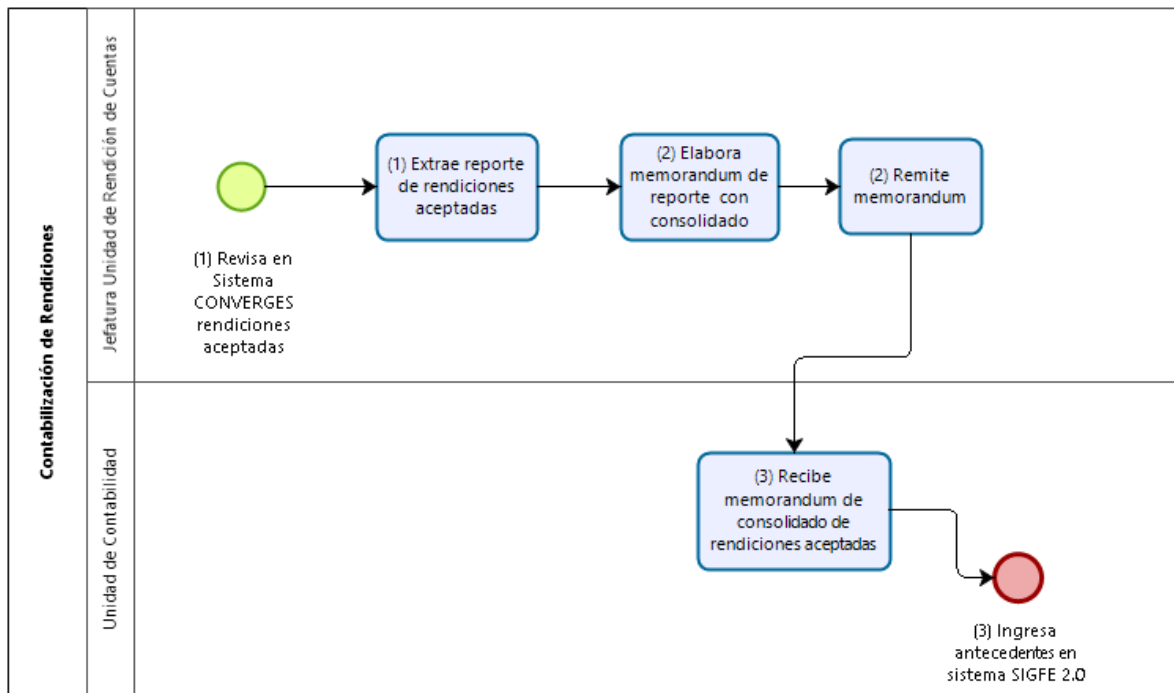 Contabilización de Rendiciones
Jefatura Unidad de Rendición de Cuentas
(1) Revisa en
Sistema
CONVERGES
rendiciones
aceptadas
(1) Extrae reporte
de rendiciones
aceptadas
(2) Elabora
memorandum de
reporte con
consolidado
(2) Remite
memorandum
Unidad de Contabilidad
(3) Recibe
memorandum de
consolidado de
rendiciones aceptadas
(3) Ingresa
antecedentes en
sistema SIGFE 2.0